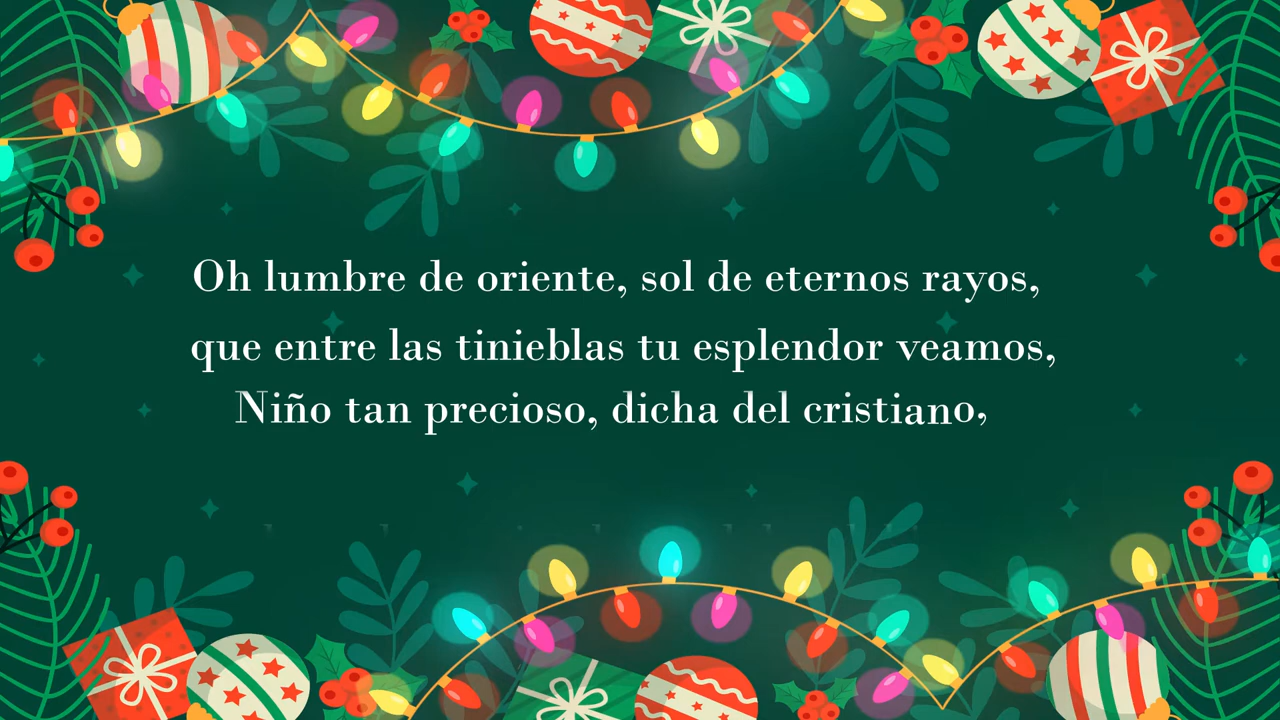 Oh lumbre de oriente, sol de eternos rayos,
que entre las tinieblas tu esplendor veamos,
Niño tan precioso, dicha del cristiano,